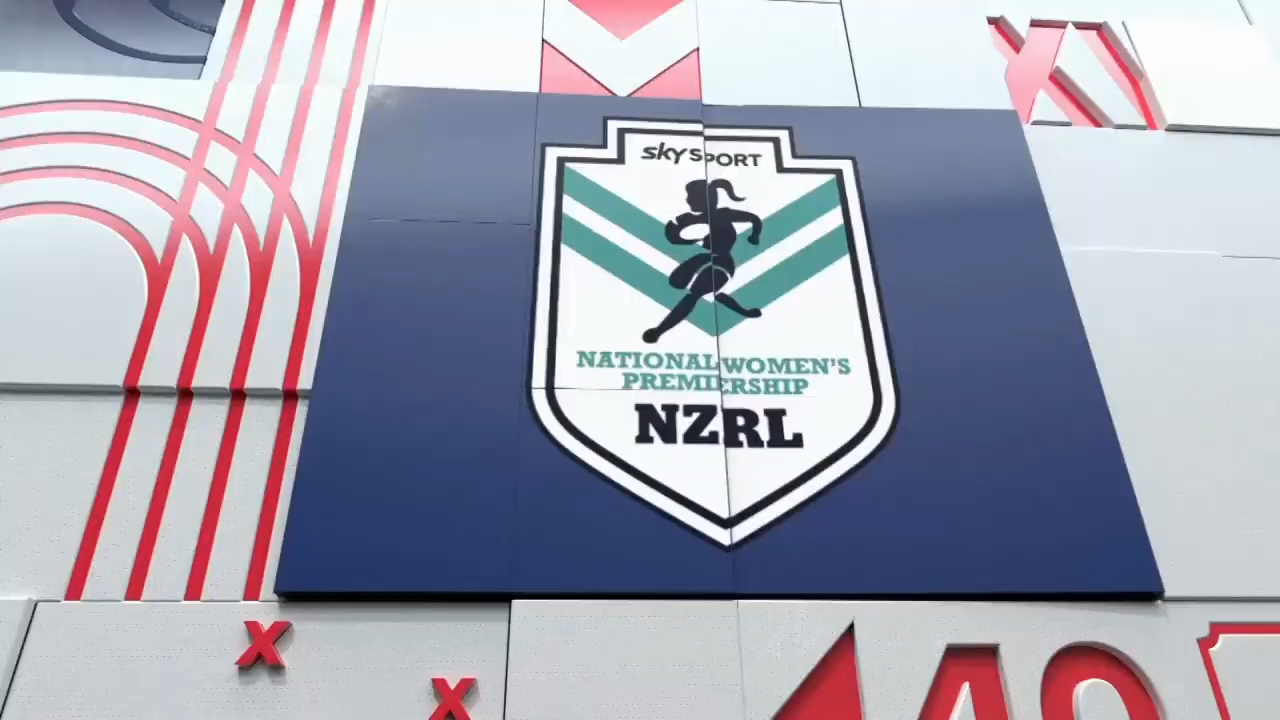 sky SPORT
NATIONAL WOMEN'S
PREMIERSHIP
NZRL
x
x